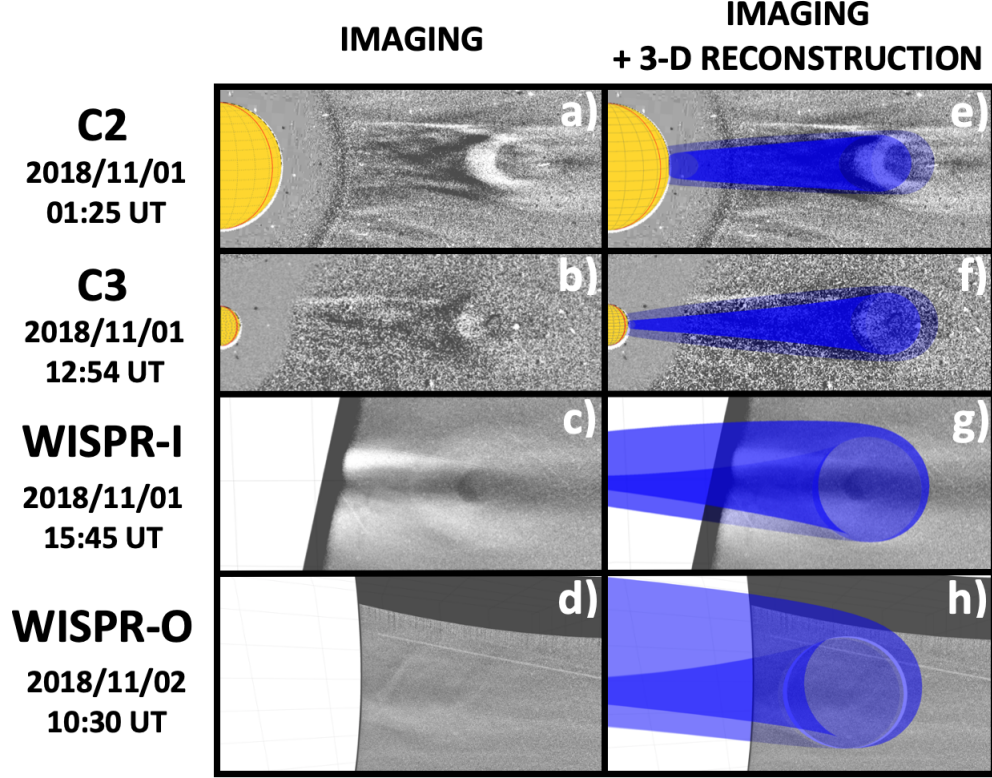 IMAGING
IMAGING
+ 3-D RECONSTRUCTION
C2
2018/11/01
01:25 UT
a)
e)
C3
2018/11/01
12:54 UT
b)
f)
WISPR-I
2018/11/01
15:45 UT
c)
g)
WISPR-O
2018/11/02
10:30 UT
d)
h)